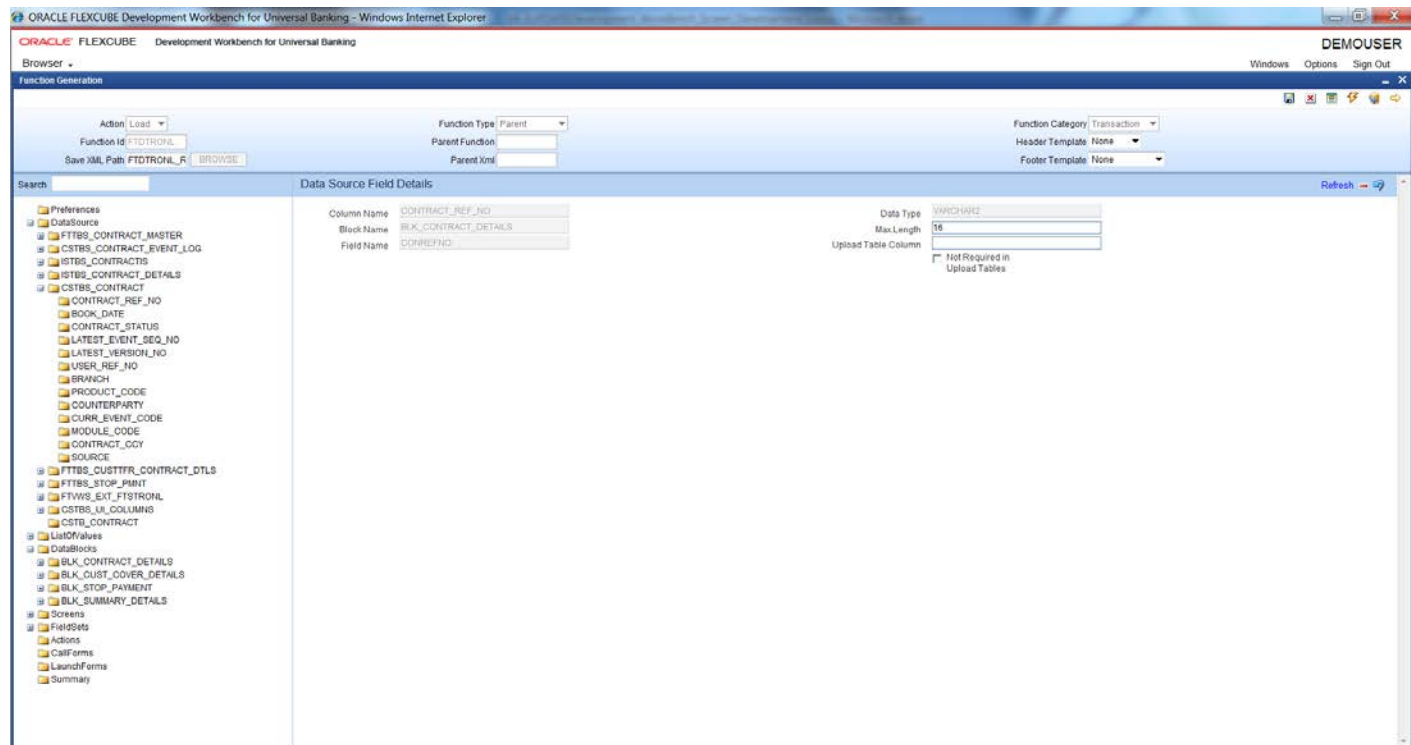 ORACLE FLEXCUBE Development Workbench for Universal Banking - Windows Internet Explorer
ORACLE FLEXCUBE Development Workbench for Universal Banking
DEMOUSER
Browser
Windows Options Sign Out
Function Generation
Action Load
Function Type Parent
Function Category Transaction
Function Id FTDTRONL
Parent Function
Header Template None
Save XML Path FTDTRONL_R BROWSE
Parent Xml
Footer Template None
Search
Data Source Field Details
Refresh
Preferences
DataSource
FTTBS_CONTRACT_MASTER
CSTBS_CONTRACT_EVENT_LOG
ISTBS_CONTRACTIS
ISTBS_CONTRACT_DETAILS
CSTBS_CONTRACT
CONTRACT_REF_NO
BOOK_DATE
CONTRACT_STATUS
LATEST_EVENT_SEQ_NO
LATEST_VERSION_NO
USER_REF_NO
BRANCH
PRODUCT_CODE
COUNTERPARTY
CURR_EVENT_CODE
MODULE_CODE
CONTRACT_CCY
SOURCE
FTTBS_CUSTTFR_CONTRACT_DTLS
FTTBS_STOP_PMNT
FTVWS_EXT_FTSTRONL
CSTBS_UI_COLUMNS
CSTB_CONTRACT
ListOfValues
DataBlocks
BLK_CONTRACT_DETAILS
BLK_CUST_COVER_DETAILS
BLK_STOP_PAYMENT
BLK_SUMMARY_DETAILS
Screens
FieldSets
Actions
CallForms
LaunchForms
Summary
Column Name CONTRACT_REF_NO
Block Name BLK_CONTRACT_DETAILS
Field Name CONREFNO
Data Type VARCHAR2
Max.Length 16
Upload Table Column
Not Required in
Upload Tables